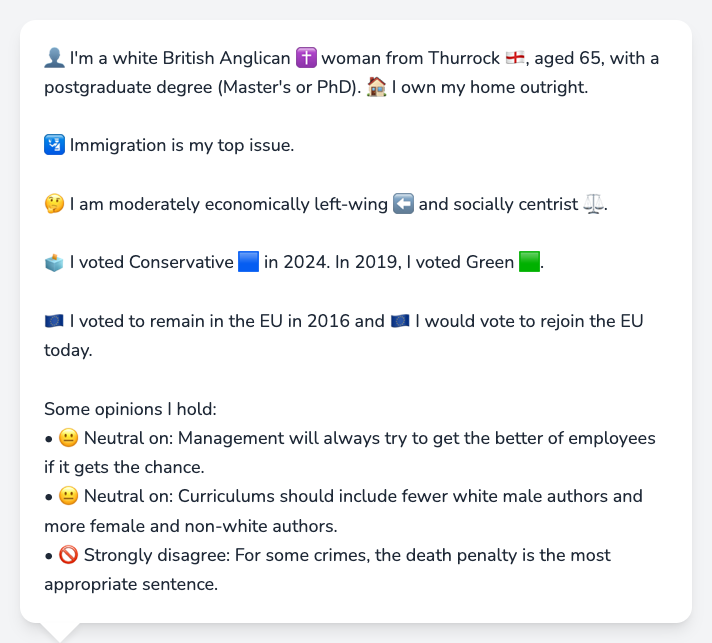 👤 I'm a white British Anglican ✝️ woman from Thurrock 🏴󠁧󠁢󠁥󠁮󠁧󠁿, aged 65, with a
postgraduate degree (Master's or PhD). 🏠 I own my home outright.
🛂 Immigration is my top issue.
🤔 I am moderately economically left-wing ⬅️ and socially centrist ⚖️.
🗳️ I voted Conservative 🟦 in 2024. In 2019, I voted Green 🟩.
🇪🇺 I voted to remain in the EU in 2016 and 🇪🇺 I would vote to rejoin the EU
today.
Some opinions I hold:
• 😐 Neutral on: Management will always try to get the better of employees
if it gets the chance.
• 😐 Neutral on: Curriculums should include fewer white male authors and
more female and non-white authors.
• 🚫 Strongly disagree: For some crimes, the death penalty is the most
appropriate sentence.